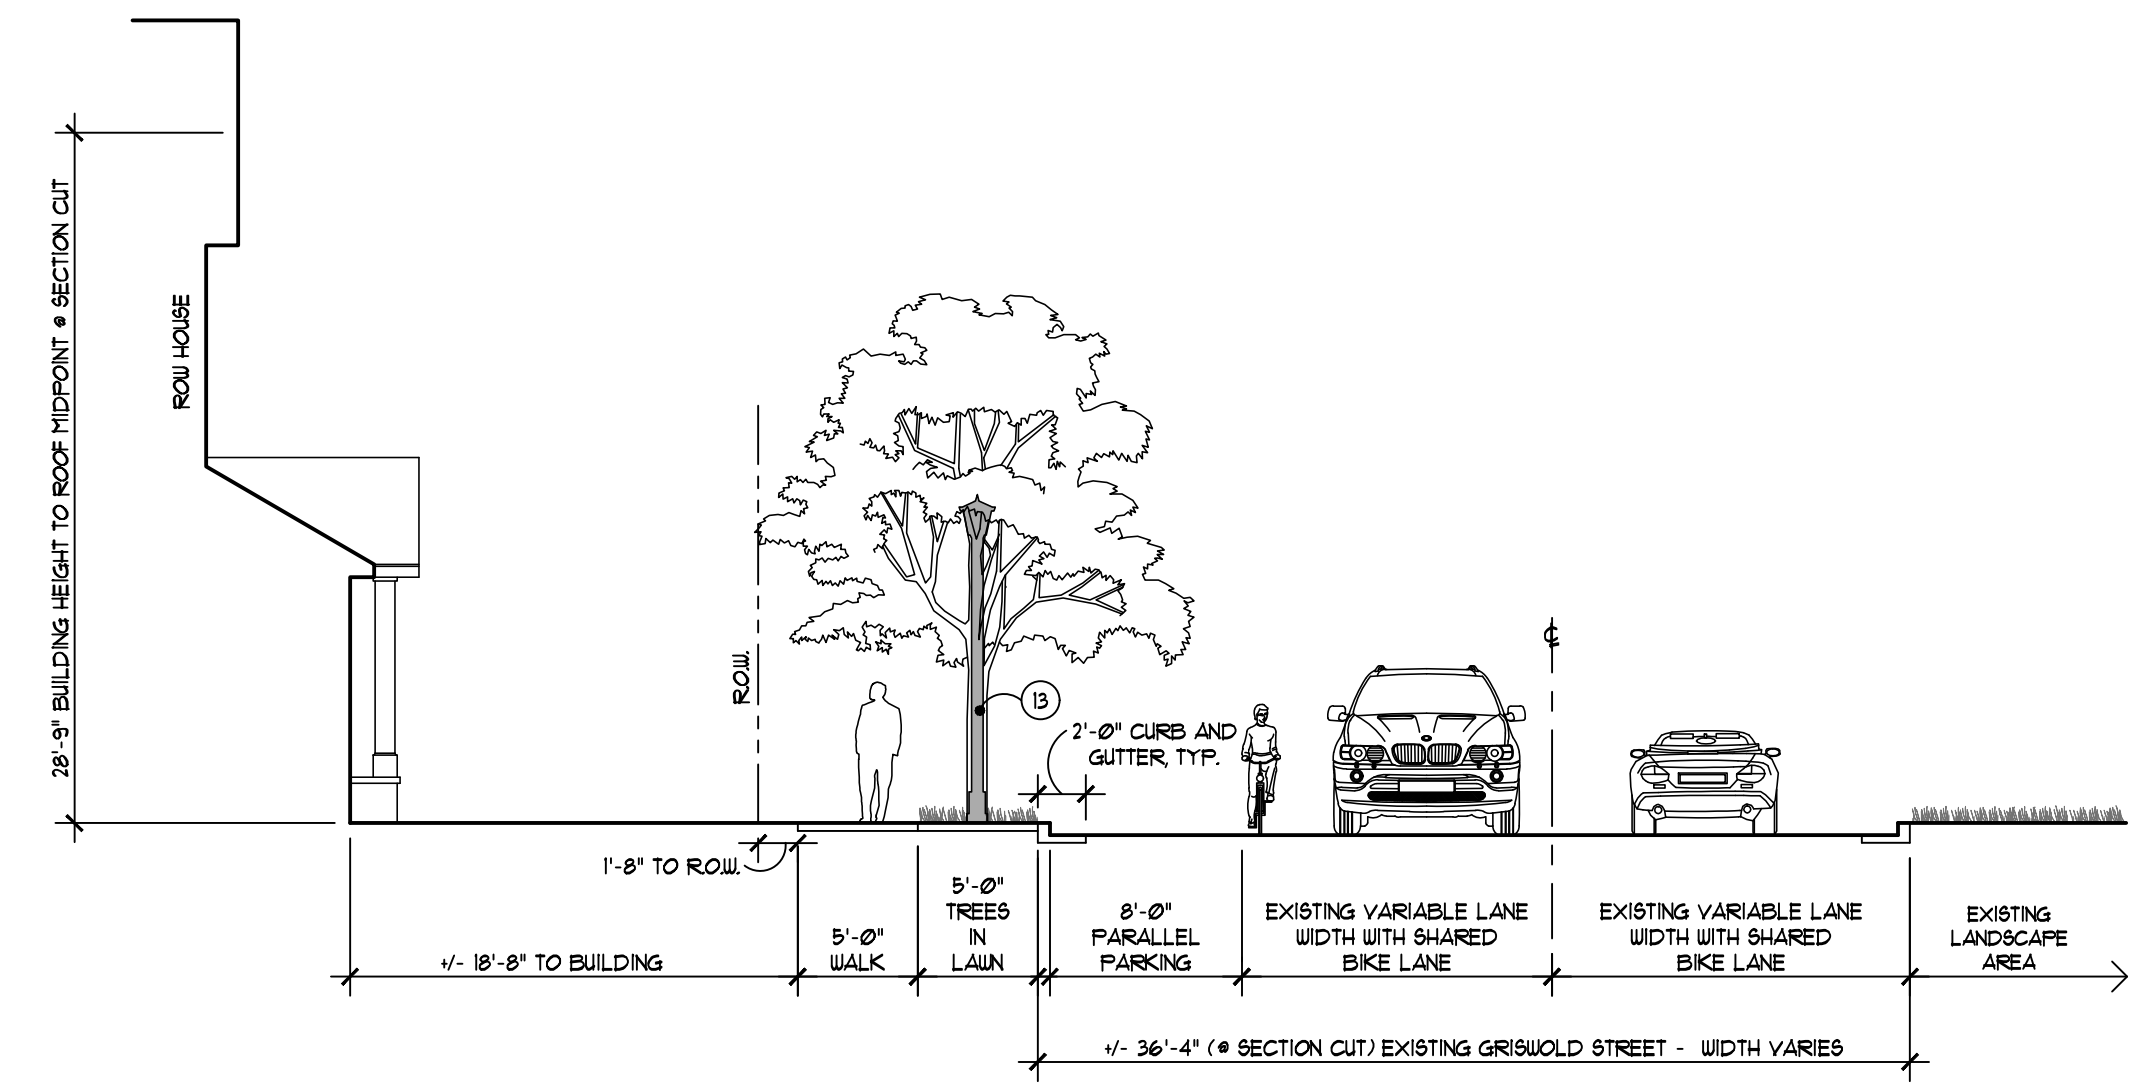 28'-9" BUILDING HEIGHT TO ROOF MIDPOINT @ SECTION CUT
ROW HOUSE
R.O.W.
13
2'-0" CURB AND
GUTTER, TYP.
℄
1'-8" TO R.O.W.
+/- 18'-8" TO BUILDING
5'-0"
WALK
5'-0"
TREES
IN
LAWN
8'-0"
PARALLEL
PARKING
EXISTING VARIABLE LANE
WIDTH WITH SHARED
BIKE LANE
EXISTING VARIABLE LANE
WIDTH WITH SHARED
BIKE LANE
EXISTING
LANDSCAPE
AREA
+/- 36'-4" (@ SECTION CUT) EXISTING GRISWOLD STREET - WIDTH VARIES